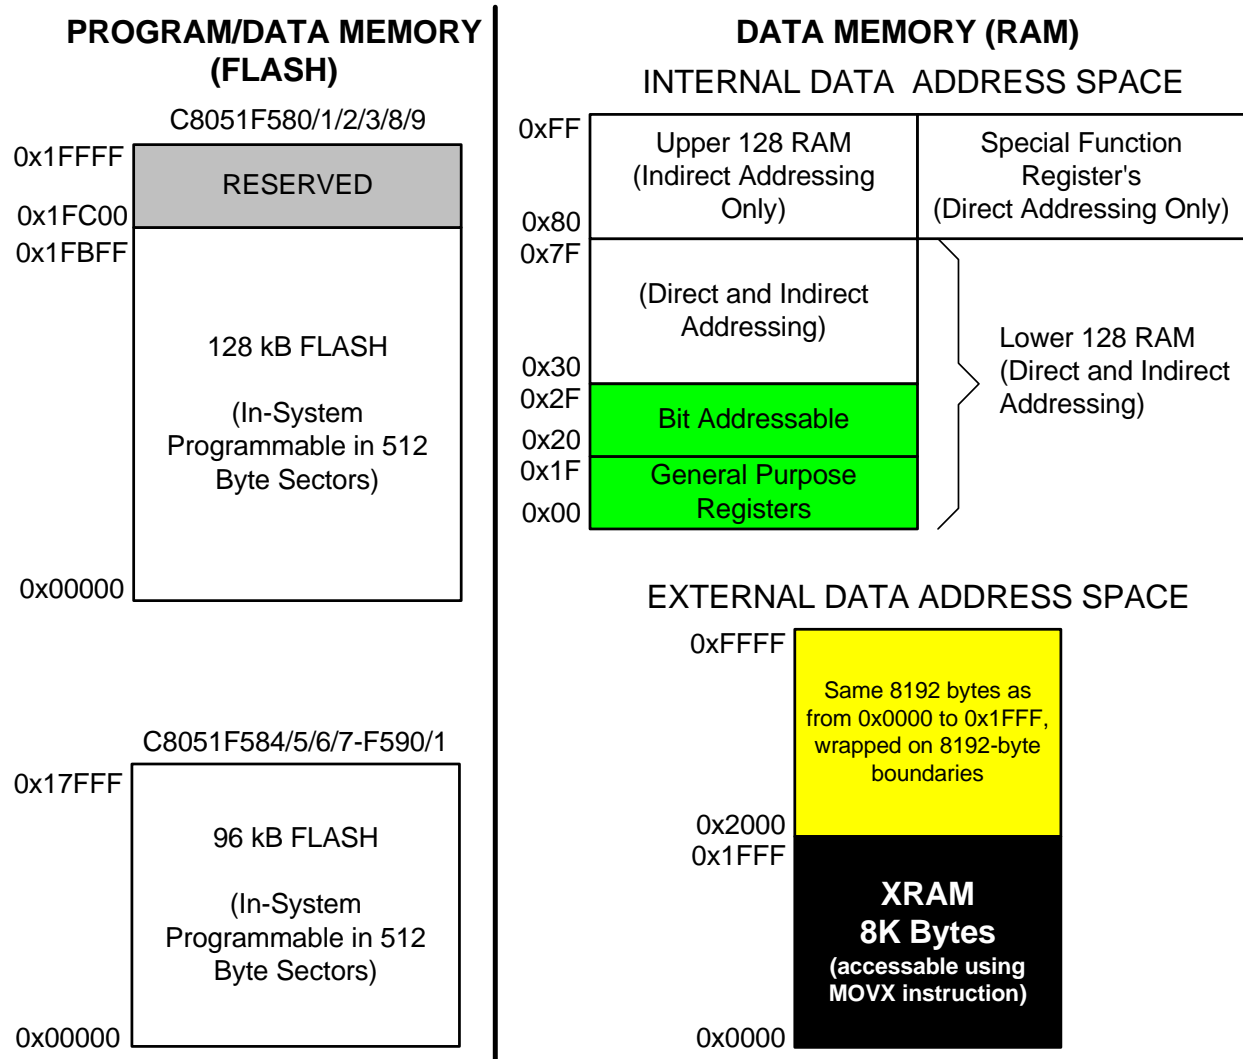 PROGRAM/DATA MEMORY
(FLASH)
C8051F580/1/2/3/8/9
0x1FFFF
RESERVED
0x1FC00
0x1FBFF
128 kB FLASH
(In-System
Programmable in 512
Byte Sectors)
0x00000
C8051F584/5/6/7-F590/1
0x17FFF
96 kB FLASH
(In-System
Programmable in 512
Byte Sectors)
0x00000
DATA MEMORY (RAM)
INTERNAL DATA ADDRESS SPACE
0xFF
Upper 128 RAM
(Indirect Addressing
Only)
0x80
Special Function
Register's
(Direct Addressing Only)
0x7F
(Direct and Indirect
Addressing)
0x30
0x2F
Bit Addressable
0x20
0x1F
General Purpose
Registers
0x00
Lower 128 RAM
(Direct and Indirect
Addressing)
EXTERNAL DATA ADDRESS SPACE
0xFFFF
Same 8192 bytes as
from 0x0000 to 0x1FFF,
wrapped on 8192-byte
boundaries
0x2000
0x1FFF
XRAM
8K Bytes
(accessable using
MOVX instruction)
0x0000